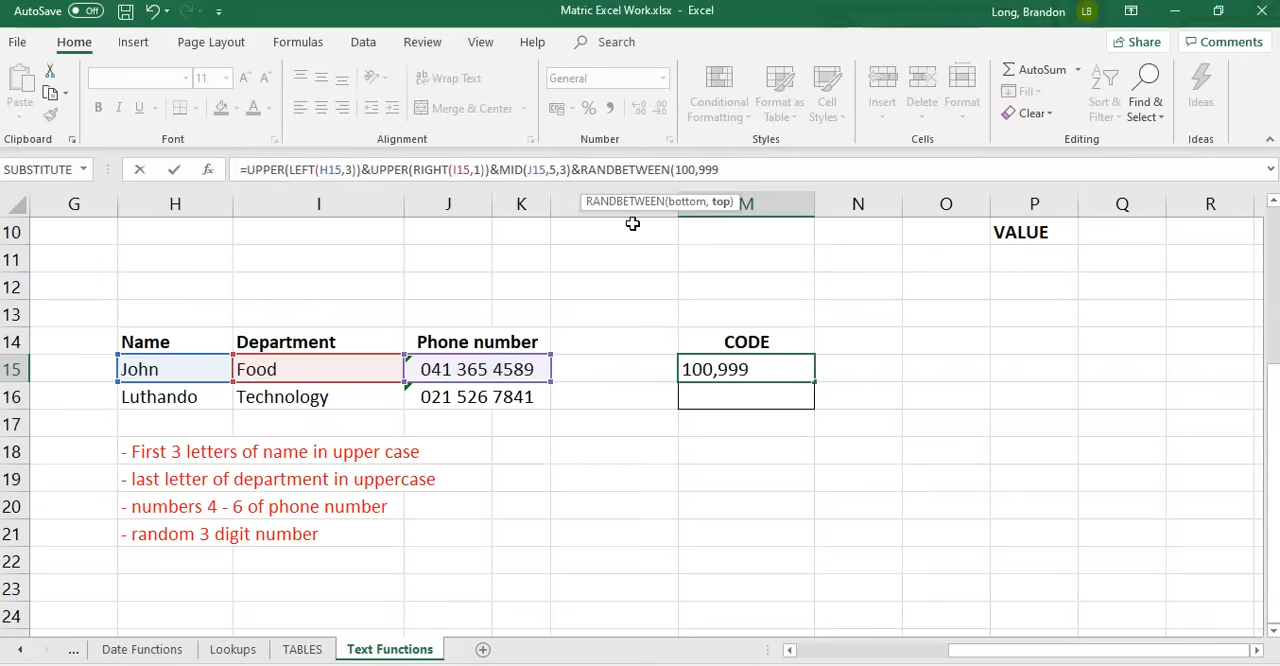 AutoSave Off Matric Excel Work.xlsx - Excel Long, Brandon LB
File Home Insert Page Layout Formulas Data Review View Help Search Share Comments
Paste 11 Wrap Text General Conditional Formatting Format as Table Cell Styles Insert Delete Format AutoSum Sort & Filter Find & Select Ideas
B I U Merge & Center % Fill Clear
Clipboard Font Alignment Number Styles Cells Editing Ideas
SUBSTITUTE fx =UPPER(LEFT(H15,3))&UPPER(RIGHT(I15,1))&MID(J15,5,3)&RANDBETWEEN(100,999
RANDBETWEEN(bottom, top)
G H I J K M N O P Q R
10 VALUE
11
12
13
14 Name Department Phone number CODE
15 John Food 041 365 4589 100,999
16 Luthando Technology 021 526 7841
17
18 - First 3 letters of name in upper case
19 - last letter of department in uppercase
20 - numbers 4 - 6 of phone number
21 - random 3 digit number
22
23
24
... Date Functions Lookups TABLES Text Functions